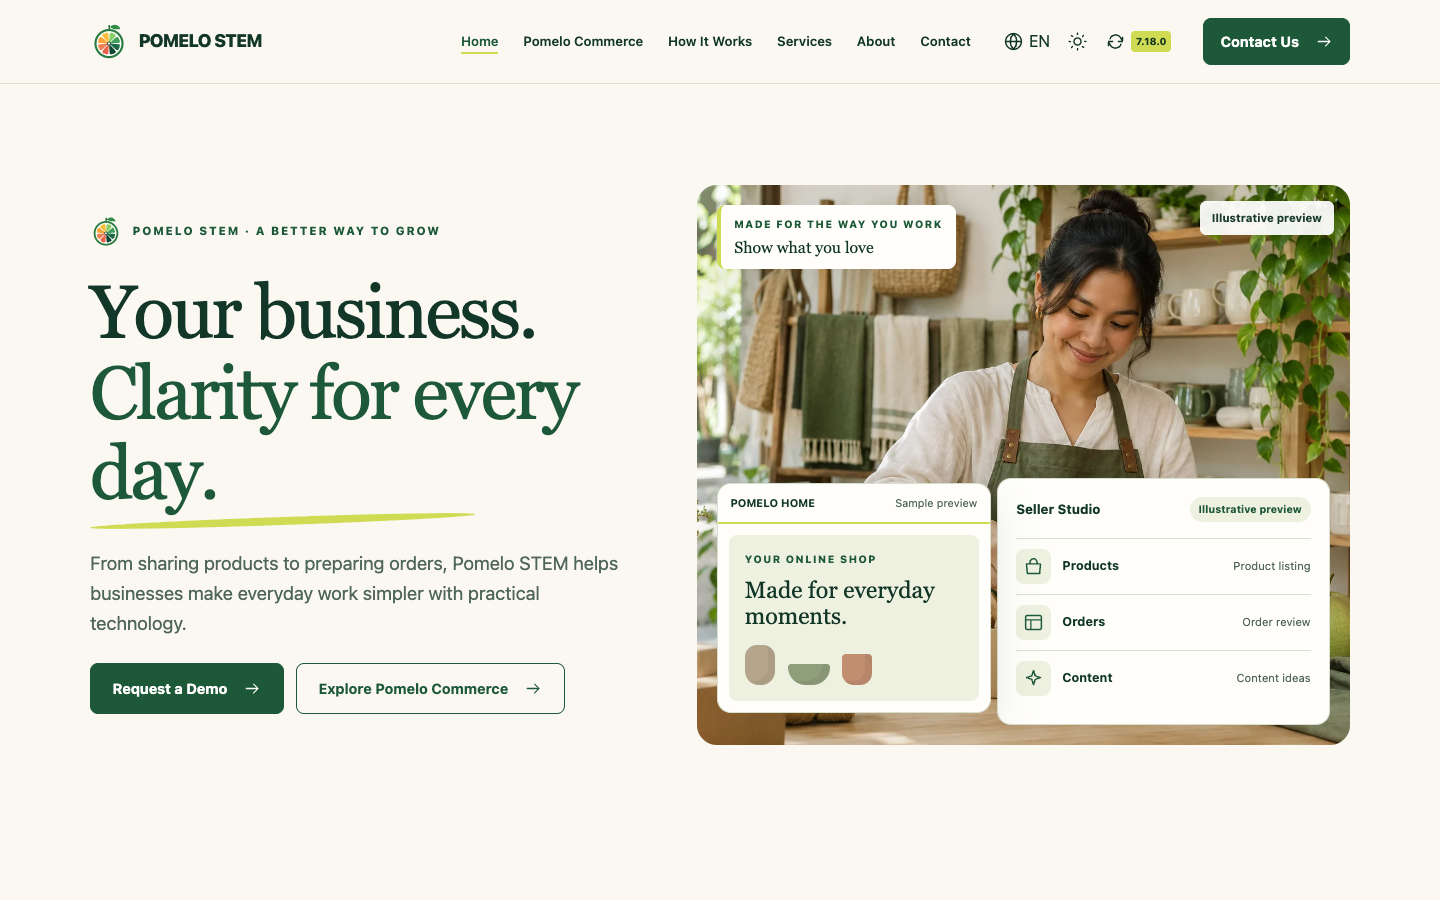 POMELO STEM
Home
Pomelo Commerce
How It Works
Services
About
Contact
EN
7.18.0
Contact Us
POMELO STEM · A BETTER WAY TO GROW
Your business.
Clarity for every
day.
From sharing products to preparing orders, Pomelo STEM helps
businesses make everyday work simpler with practical
technology.
Request a Demo
Explore Pomelo Commerce
MADE FOR THE WAY YOU WORK
Show what you love
Illustrative preview
POMELO HOME
Sample preview
YOUR ONLINE SHOP
Made for everyday
moments.
Seller Studio
Illustrative preview
Products
Product listing
Orders
Order review
Content
Content ideas